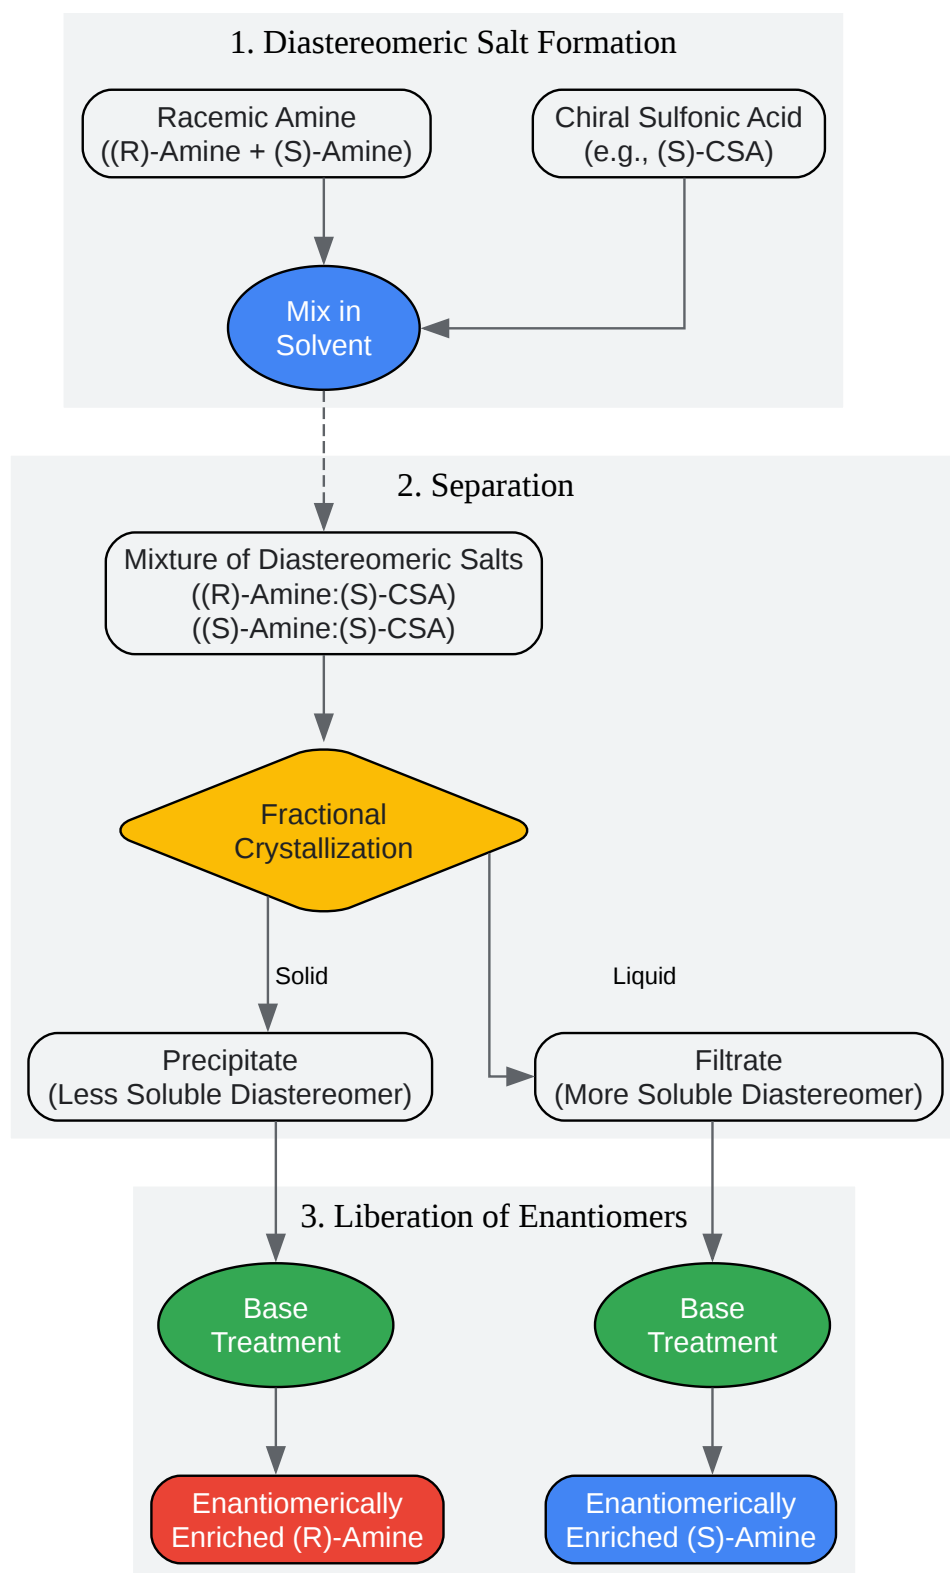 1. Diastereomeric Salt Formation
Racemic Amine
((R)-Amine + (S)-Amine)
Chiral Sulfonic Acid
(e.g., (S)-CSA)
Mix in
Solvent
2. Separation
Mixture of Diastereomeric Salts
((R)-Amine:(S)-CSA)
((S)-Amine:(S)-CSA)
Fractional
Crystallization
Solid
Liquid
Precipitate
(Less Soluble Diastereomer)
Filtrate
(More Soluble Diastereomer)
3. Liberation of Enantiomers
Base
Treatment
Base
Treatment
Enantiomerically
Enriched (R)-Amine
Enantiomerically
Enriched (S)-Amine